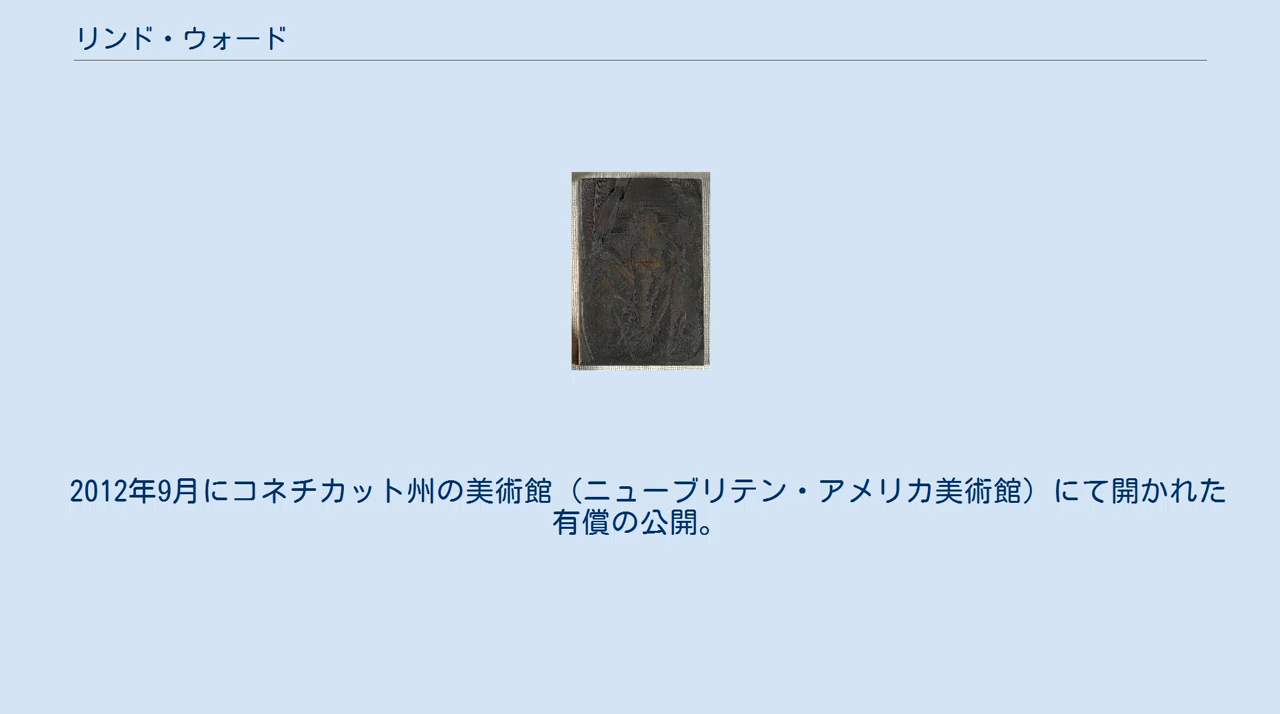 リンド・ウォード
2012年9月にコネチカット州の美術館（ニューブリテン・アメリカ美術館）にて開かれた
有償の公開。